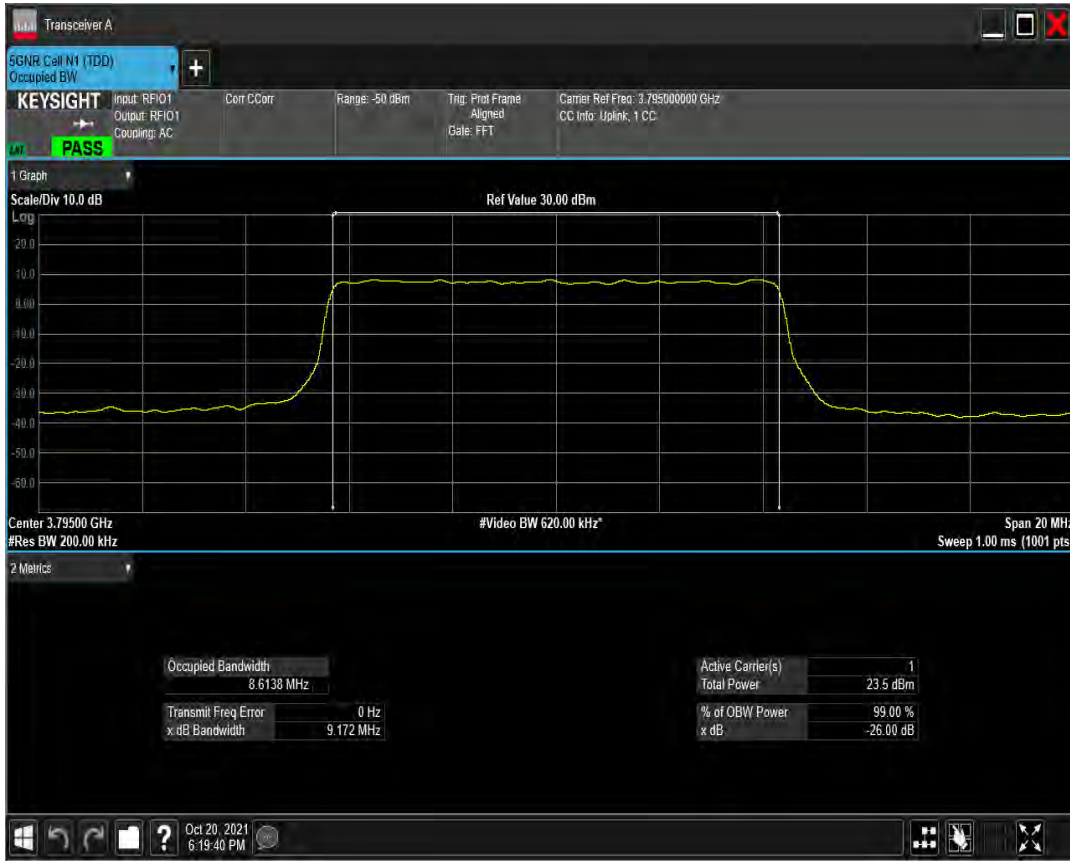 Transceiver A
5GNR Cell N1 (TDD)
Occupied BW
+
KEYSIGHT
PASS
Input: RFIO1
Output: RFIO1
Coupling: AC
Corr CCorr
Range: -50 dBm
Trig: Prot Frame
Aligned
Gate: FFT
Carrier Ref Freq: 3.795000000 GHz
CC Info: Uplink, 1 CC
1 Graph
Scale/Div 10.0 dB
Ref Value 30.00 dBm
Log
20.0
10.0
0.00
-10.0
-20.0
-30.0
-40.0
-50.0
-60.0
Center 3.79500 GHz
#Video BW 620.00 kHz*
Span 20 MHz
#Res BW 200.00 kHz
Sweep 1.00 ms (1001 pts
2 Metrics
Occupied Bandwidth
8.6138 MHz
Transmit Freq Error 0 Hz
x dB Bandwidth 9.172 MHz
Active Carrier(s) 1
Total Power 23.5 dBm
% of OBW Power 99.00 %
x dB -26.00 dB
?
Oct 20, 2021
6:19:40 PM